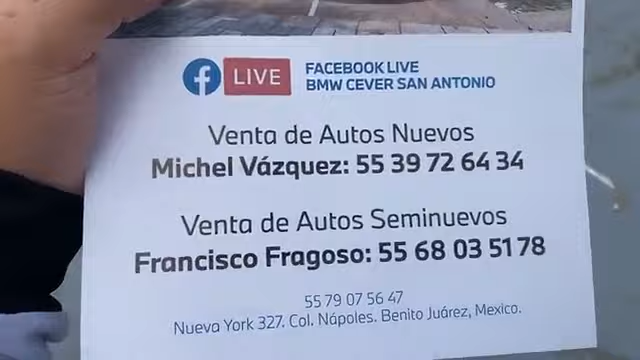 f LIVE FACEBOOK LIVE
BMW CEVER SAN ANTONIO
Venta de Autos Nuevos
Michel Vázquez: 55 39 72 64 34
Venta de Autos Seminuevos
Francisco Fragoso: 55 68 03 51 78
55 79 07 56 47
Nueva York 327. Col. Nápoles. Benito Juárez, Mexico.